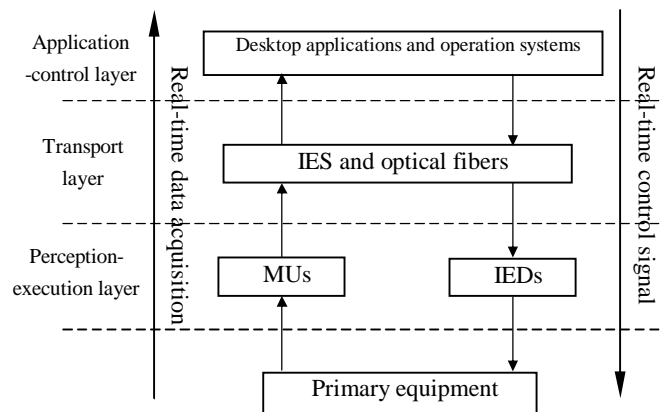 Application
-control layer
Desktop applications and operation systems
Transport
layer
IES and optical fibers
Perception-
execution layer
MUs
IEDs
Primary equipment
Real-time data acquisition
Real-time control signal